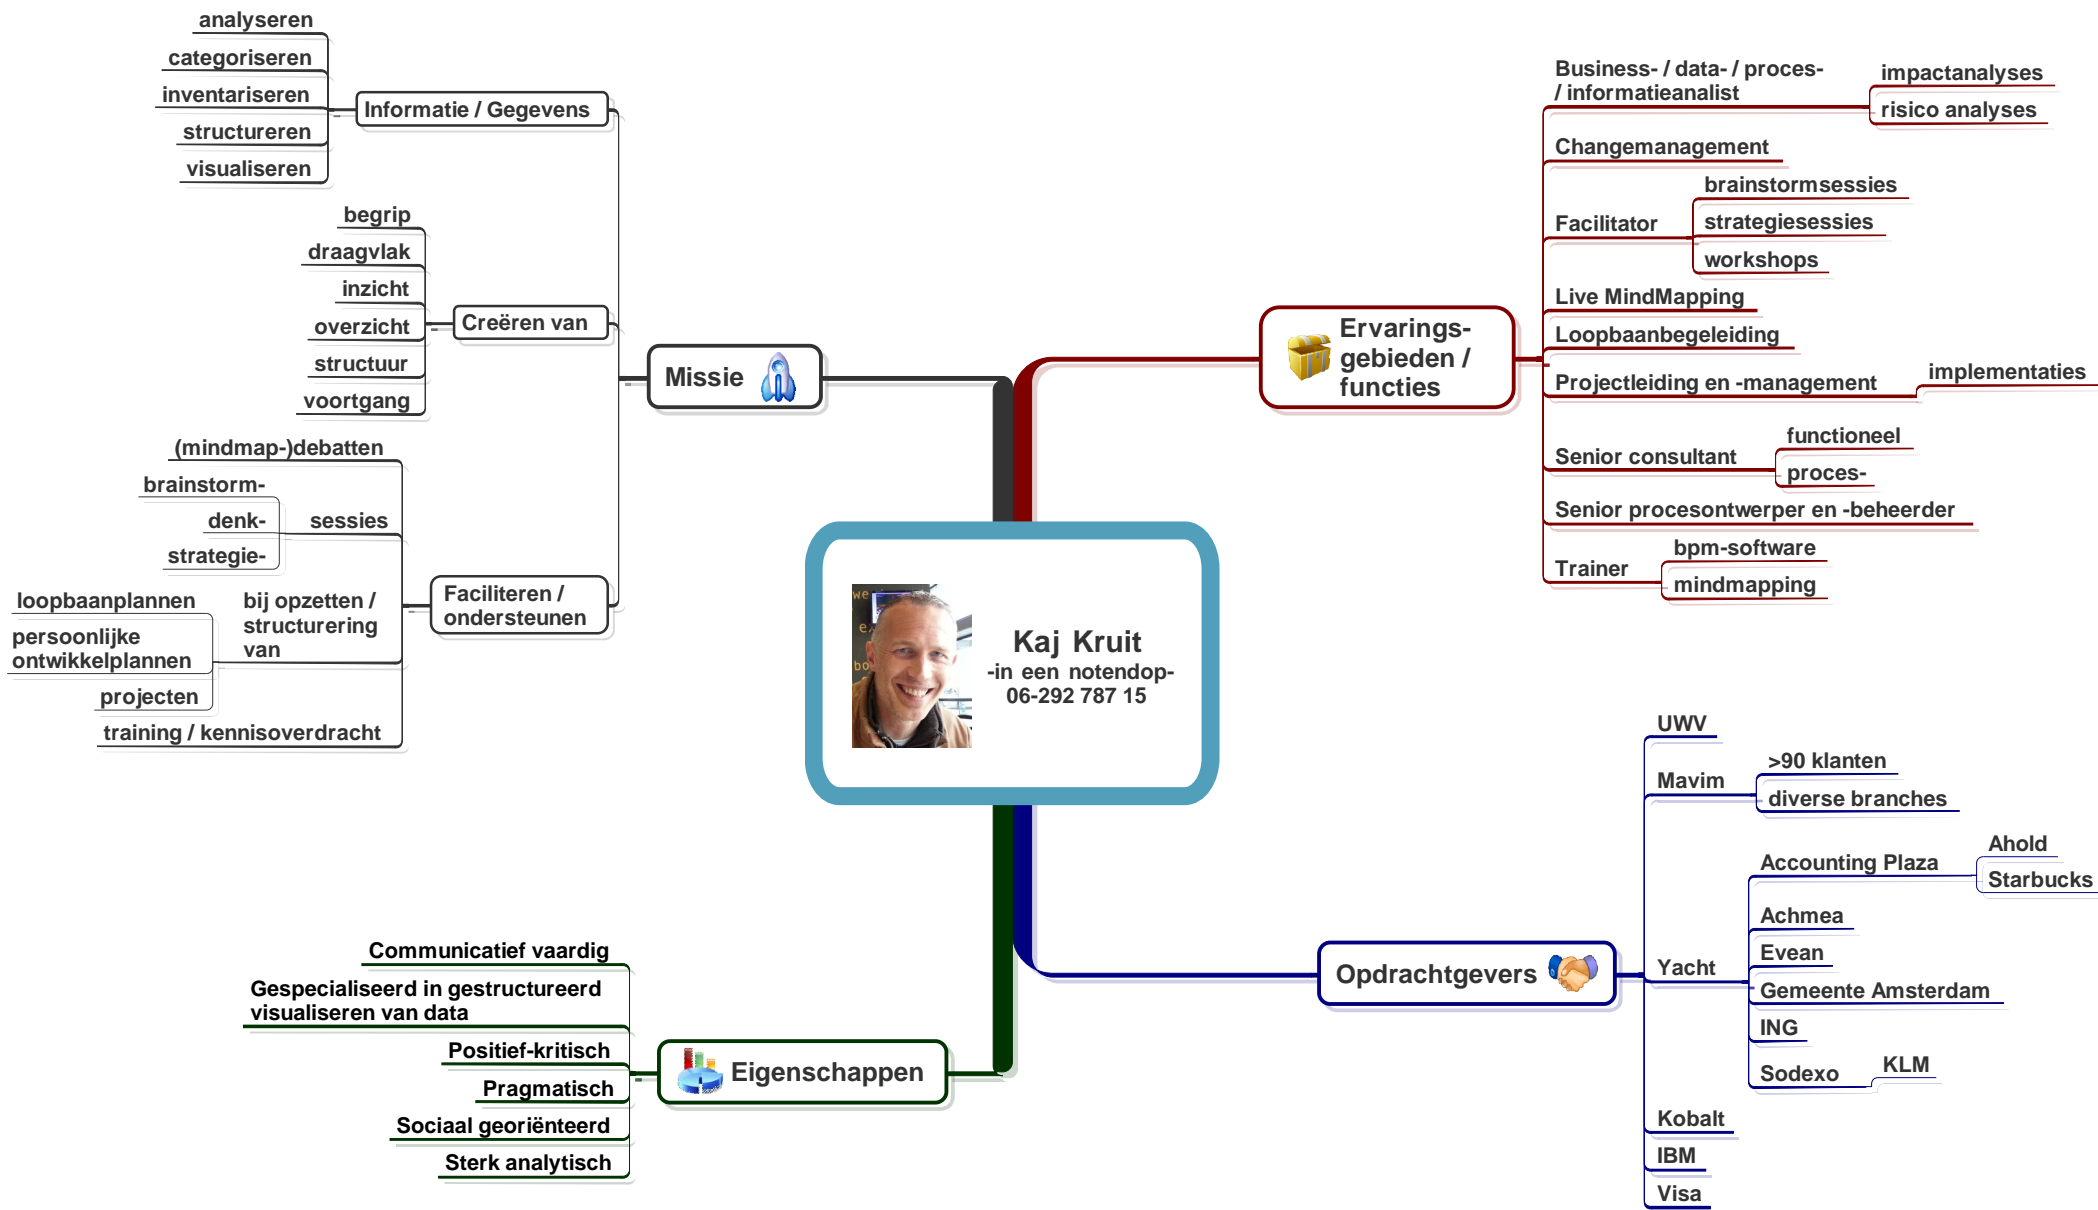 analyseren
categoriseren
inventariseren
structureren
visualiseren
Informatie / Gegevens
begrip
draagvlak
inzicht
overzicht
structuur
voortgang
Creëren van
(mindmap-)debatten
brainstorm-
denk-
strategie-
sessies
loopbaanplannen
persoonlijke
ontwikkelplannen
projecten
bij opzetten /
structurering
van
training / kennisoverdracht
Faciliteren /
ondersteunen
Missie
Kaj Kruit
-in een notendop-
06-292 787 15
we
bo
Ervarings-
gebieden /
functies
Business- / data- / proces-
/ informatieanalist
impactanalyses
risico analyses
Changemanagement
Facilitator
brainstormsessies
strategiesessies
workshops
Live MindMapping
Loopbaanbegeleiding
Projectleiding en -management
implementaties
Senior consultant
functioneel
proces-
Senior procesontwerper en -beheerder
Trainer
bpm-software
mindmapping
Communicatief vaardig
Gespecialiseerd in gestructureerd
visualiseren van data
Positief-kritisch
Pragmatisch
Sociaal georiënteerd
Sterk analytisch
Eigenschappen
Opdrachtgevers
UWV
Mavim
>90 klanten
diverse branches
Yacht
Accounting Plaza
Ahold
Starbucks
Achmea
Evean
Gemeente Amsterdam
ING
Sodexo
KLM
Kobalt
IBM
Visa